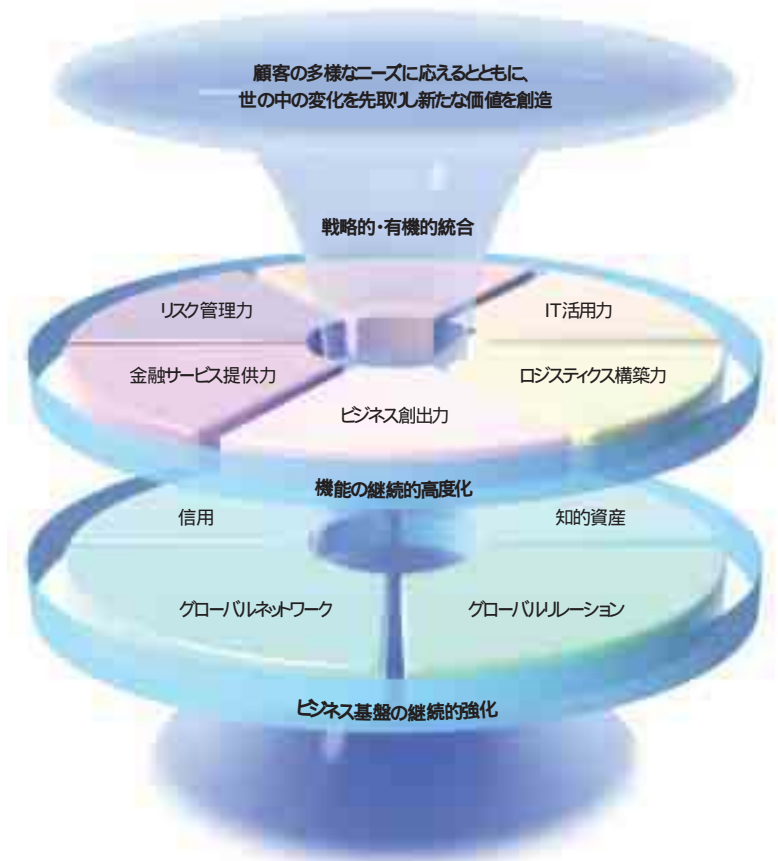 顧客の多様なニーズに応えるとともに、
世の中の変化を先取りし新たな価値を創造
戦略的・有機的統合
リスク管理力
IT活用力
金融サービス提供力
ロジスティクス構築力
ビジネス創出力
機能の継続的高度化
信用
知的資産
グローバルネットワーク
グローバルリレーション
ビジネス基盤の継続的強化